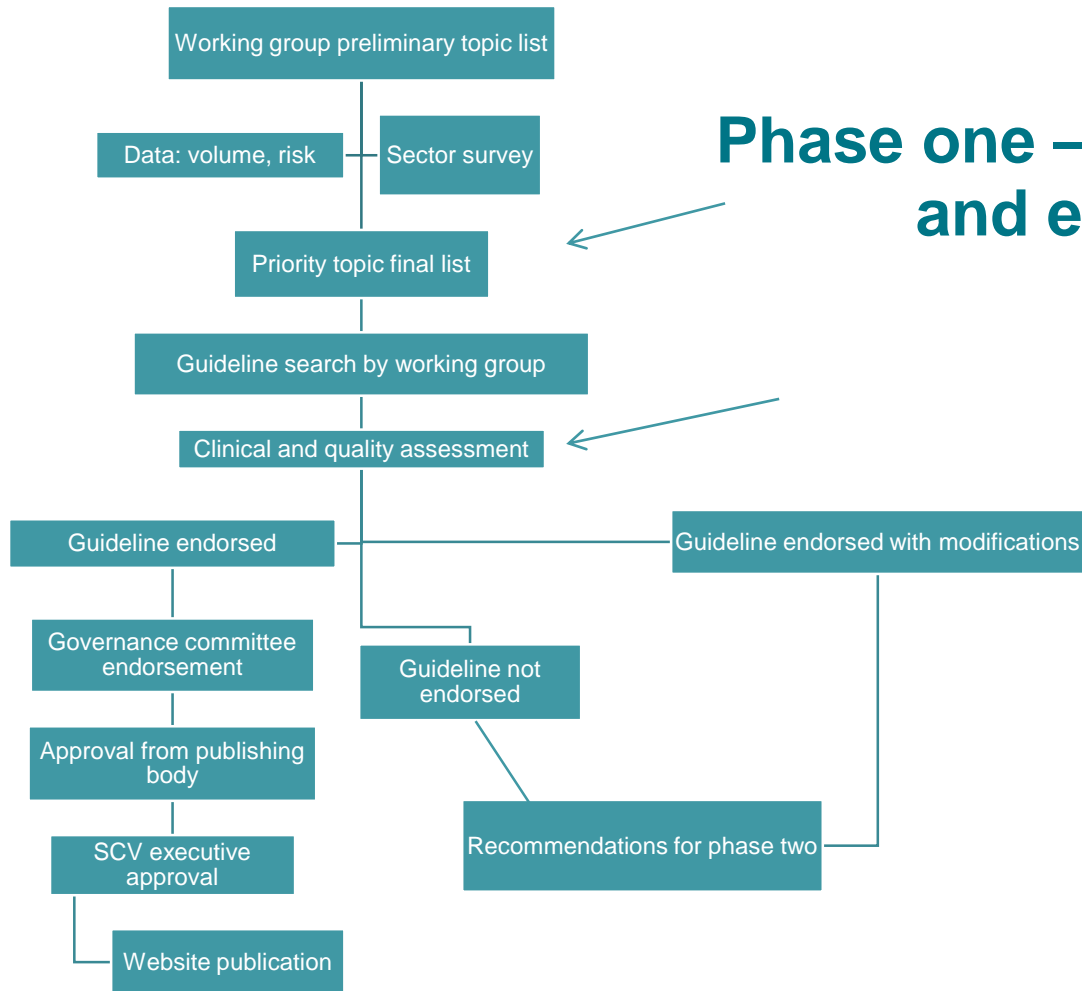 Working group preliminary topic list
Data: volume, risk
Sector survey
Phase one –
and e
Priority topic final list
Guideline search by working group
Clinical and quality assessment
Guideline endorsed
Guideline endorsed with modifications
Governance committee
endorsement
Guideline not
endorsed
Approval from publishing
body
Recommendations for phase two
SCV executive
approval
Website publication